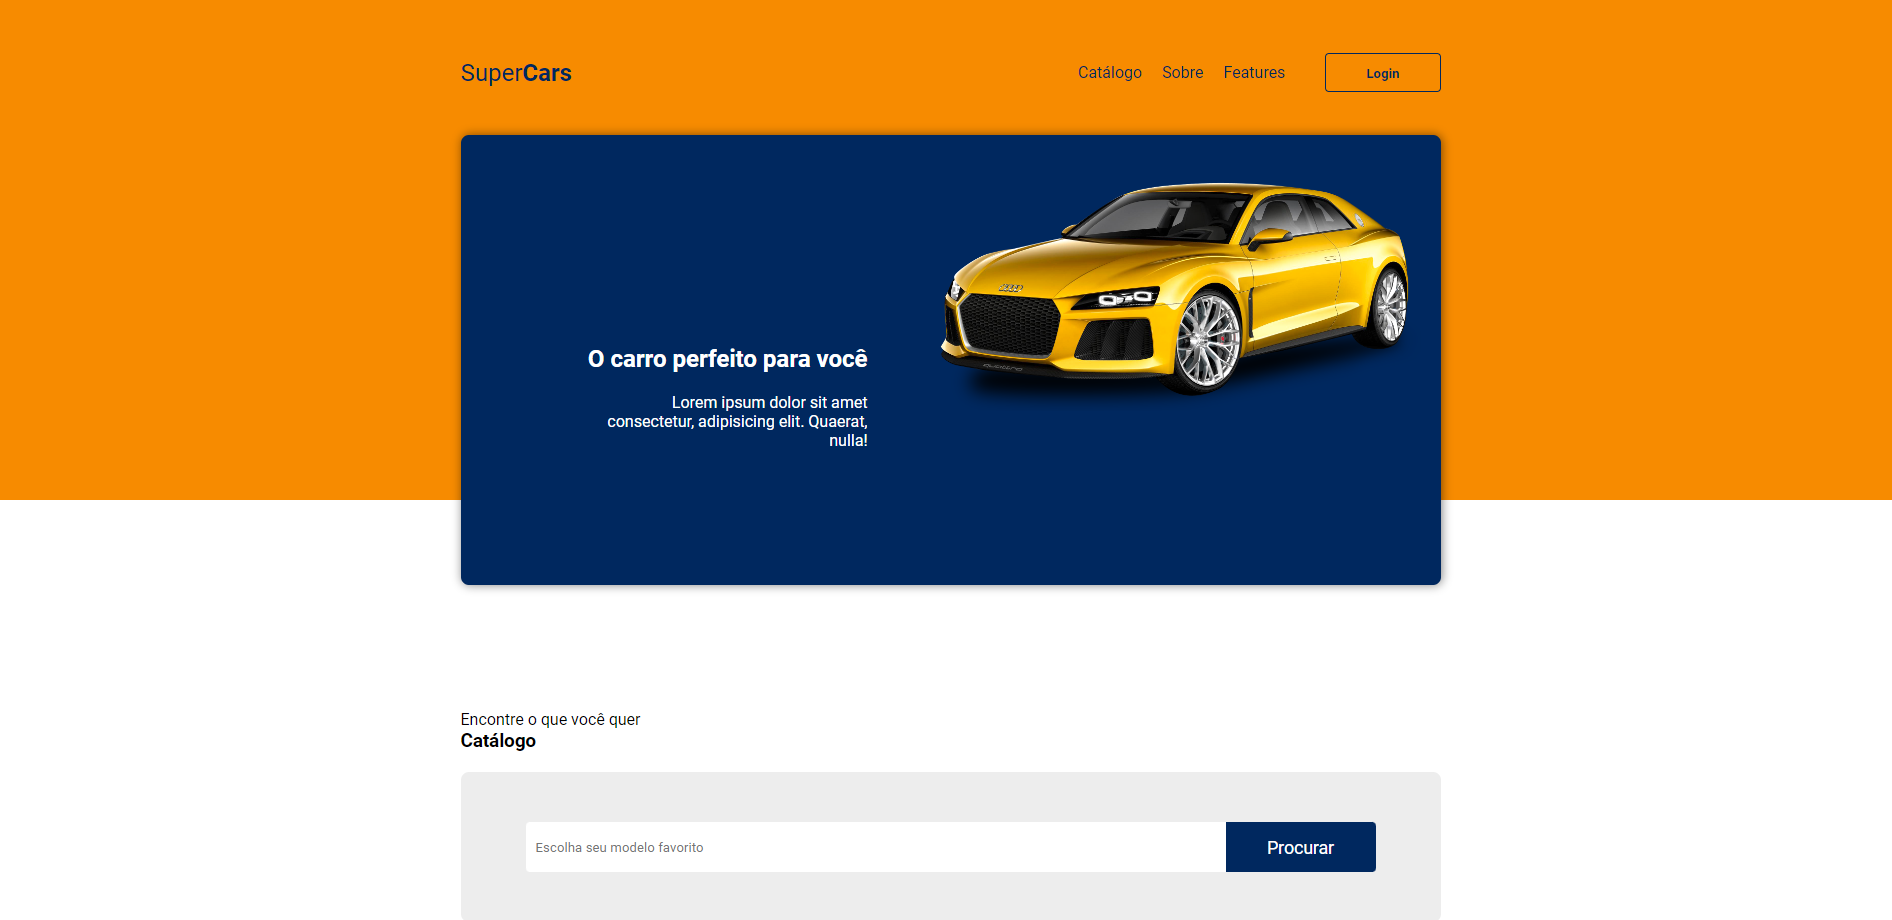 SuperCars
Catálogo Sobre Features Login
O carro perfeito para você
Lorem ipsum dolor sit amet
consectetur, adipisicing elit. Quaerat,
nulla!
quattro
Encontre o que você quer
Catálogo
Escolha seu modelo favorito Procurar